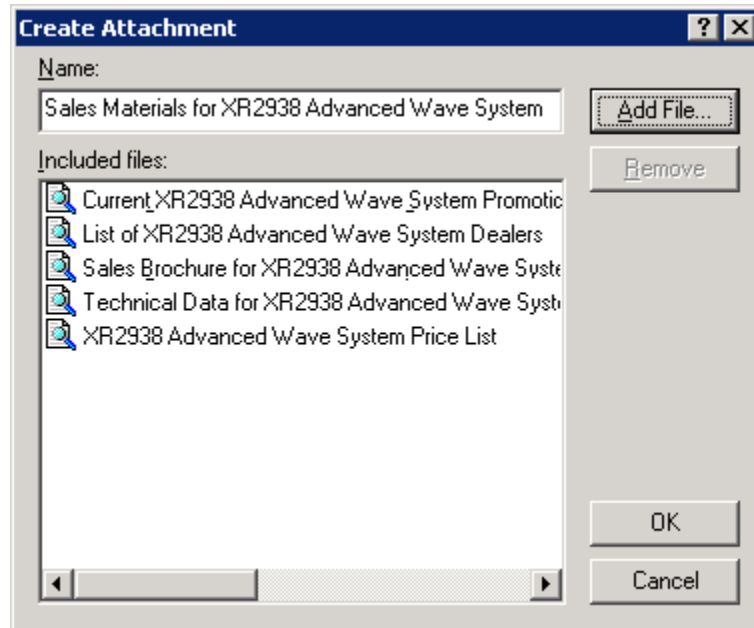 Create Attachment
Name:
Sales Materials for XR2938 Advanced Wave System
Add File...
Included files:
Remove
Current XR2938 Advanced Wave System Promotic
List of XR2938 Advanced Wave System Dealers
Sales Brochure for XR2938 Advanced Wave Syste
Technical Data for XR2938 Advanced Wave Syst
XR2938 Advanced Wave System Price List
OK
Cancel